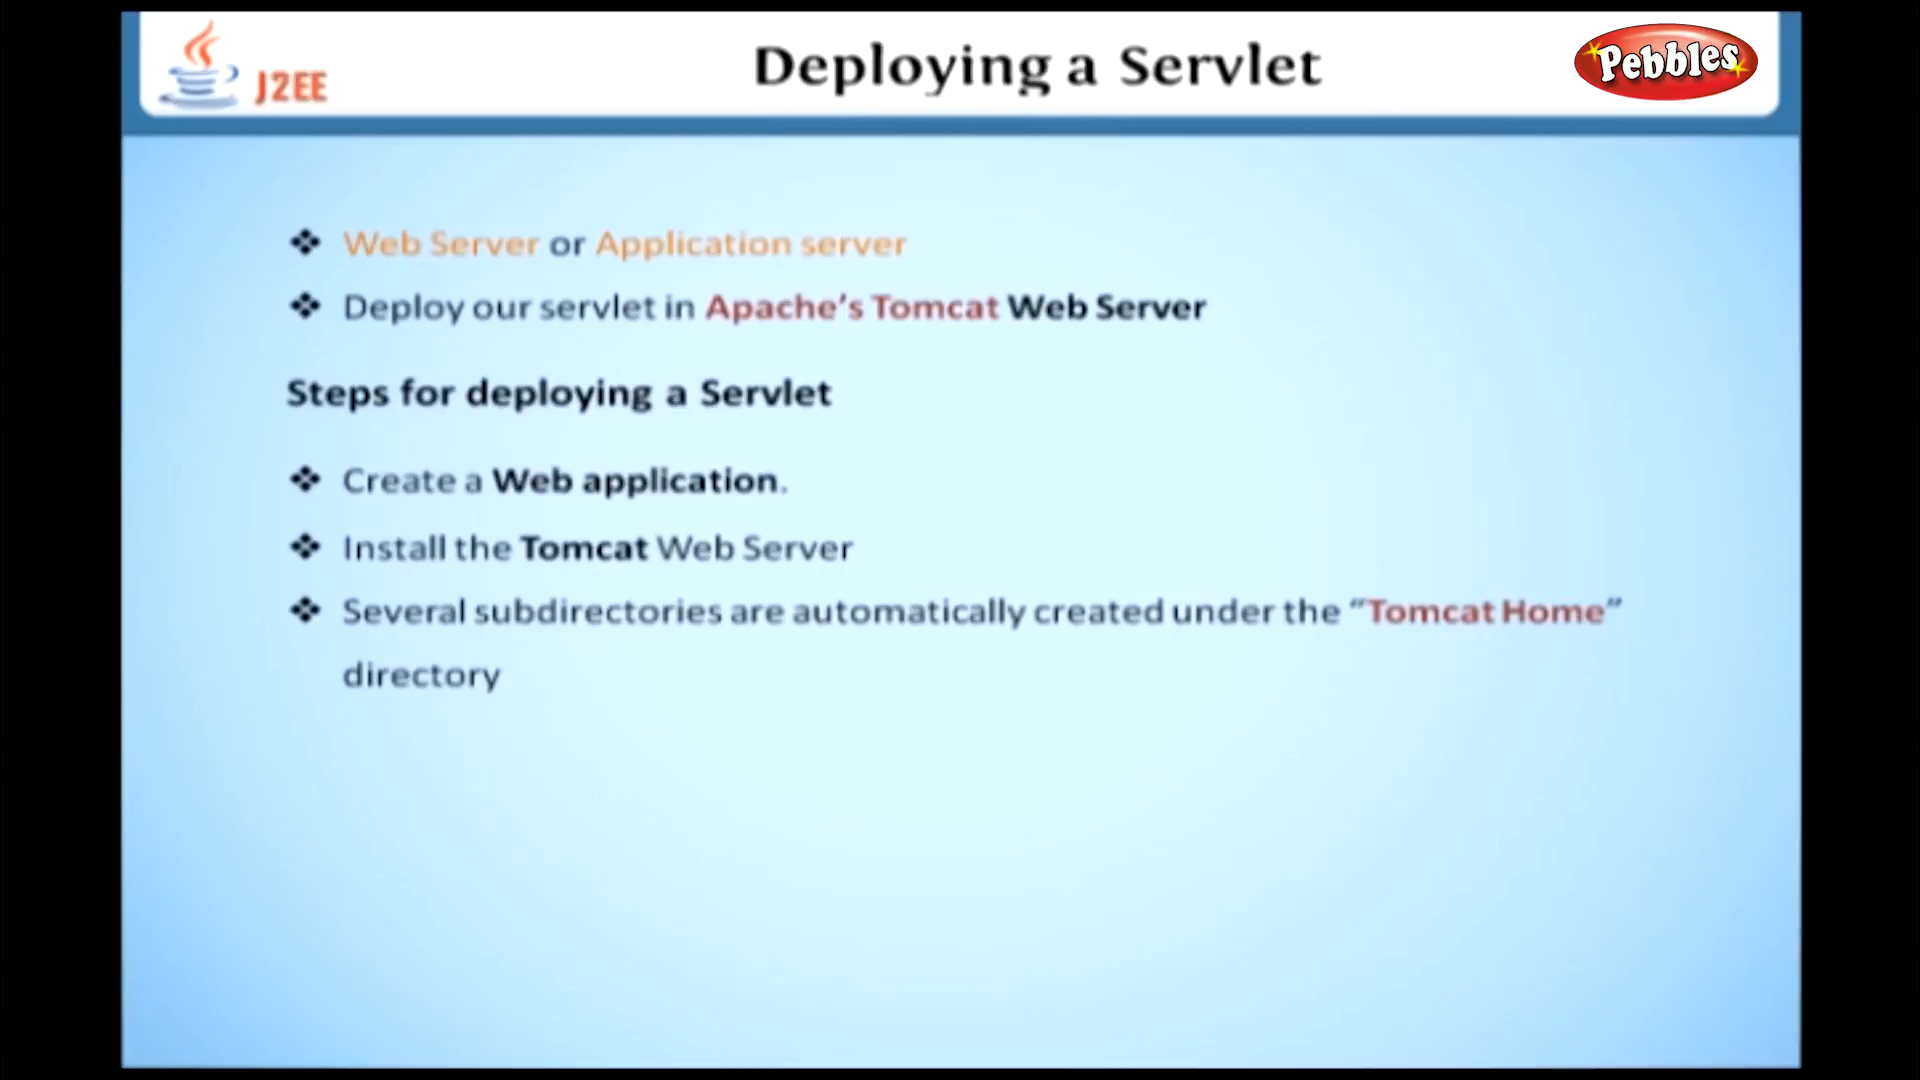 J2EE
Deploying a Servlet
Pebbles
Web Server or Application server
Deploy our servlet in Apache’s Tomcat Web Server
Steps for deploying a Servlet
Create a Web application.
Install the Tomcat Web Server
Several subdirectories are automatically created under the “Tomcat Home”
directory